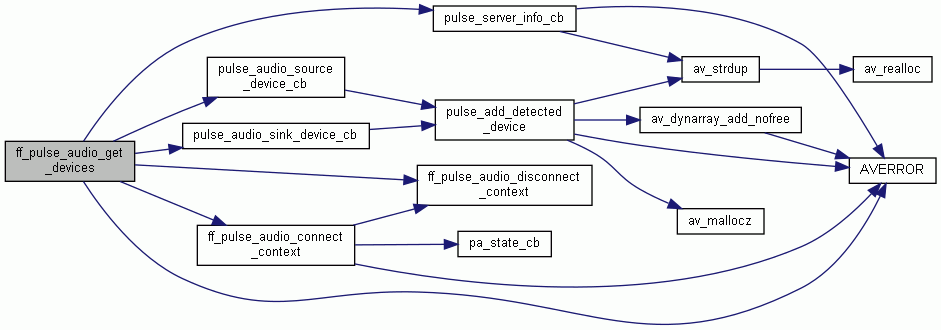 pulse_server_info_cb
pulse_audio_source
_device_cb
av_strdup
av_realloc
pulse_add_detected
_device
av_dynarray_add_nofree
pulse_audio_sink_device_cb
ff_pulse_audio_get
_devices
AVERROR
ff_pulse_audio_disconnect
_context
av_mallocz
ff_pulse_audio_connect
_context
pa_state_cb